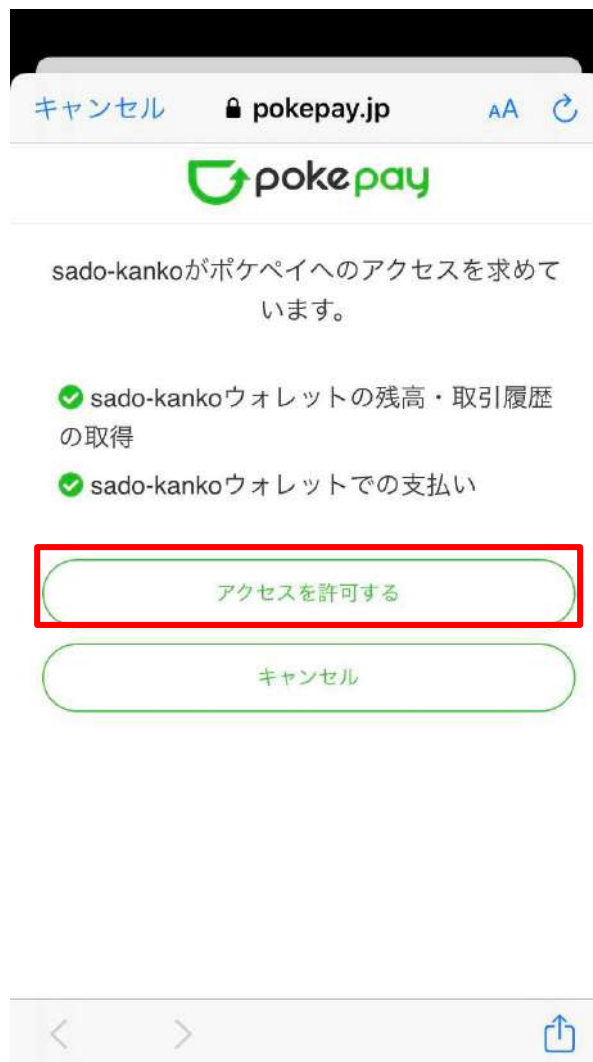 キャンセル pokepay.jp AA
pokepay
sado-kankoがポケペイへのアクセスを求めて
います。
sado-kankoウォレットの残高・取引履歴
の取得
sado-kankoウォレットでの支払い
アクセスを許可する
キャンセル